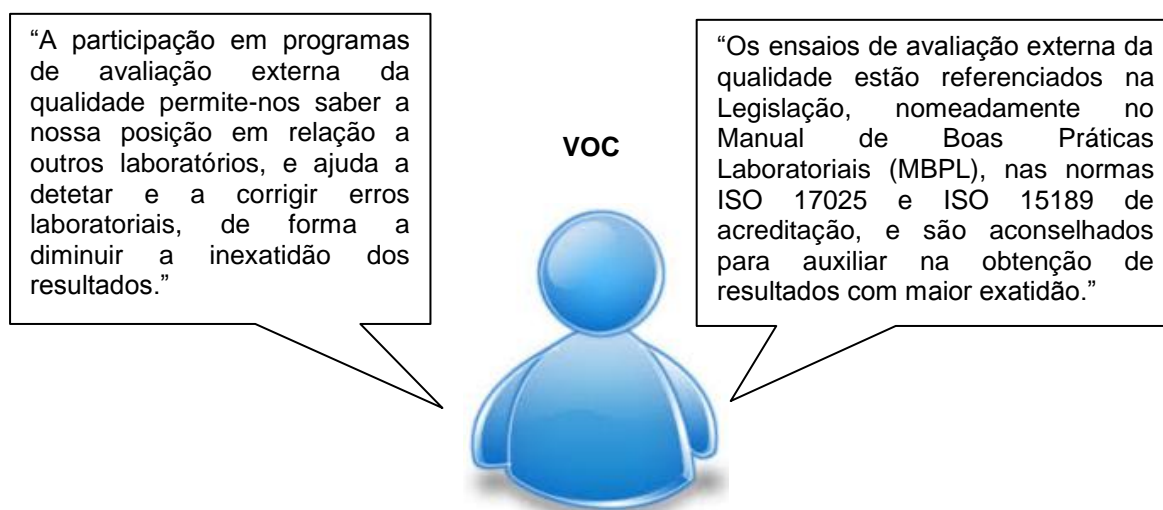 “A participação em programas
de avaliação externa da
qualidade permite-nos saber a
nossa posição em relação a
outros laboratórios, e ajuda a
detetar e a corrigir erros
laboratoriais, de forma a
diminuir a inexatidão dos
resultados.”
VOC
“Os ensaios de avaliação externa da
qualidade estão referenciados na
Legislação, nomeadamente no
Manual de Boas Práticas
Laboratoriais (MBPL), nas normas
ISO 17025 e ISO 15189 de
acreditação, e são aconselhados
para auxiliar na obtenção de
resultados com maior exatidão.”